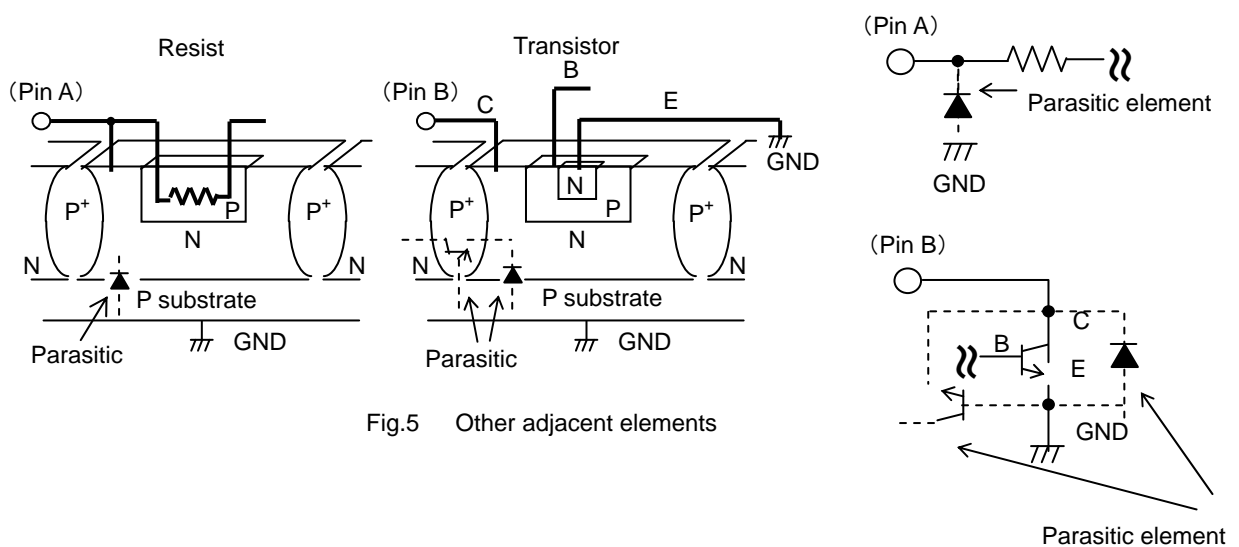 Resist
(Pin A)
P+
P
N
P+
N
N
P substrate
GND
Parasitic
Transistor
B
(Pin B)
C
E
GND
P+
N
P
N
P+
N
N
P substrate
GND
Parasitic
Fig.5 Other adjacent elements
(Pin A)
Parasitic element
GND
(Pin B)
C
B
E
GND
Parasitic element